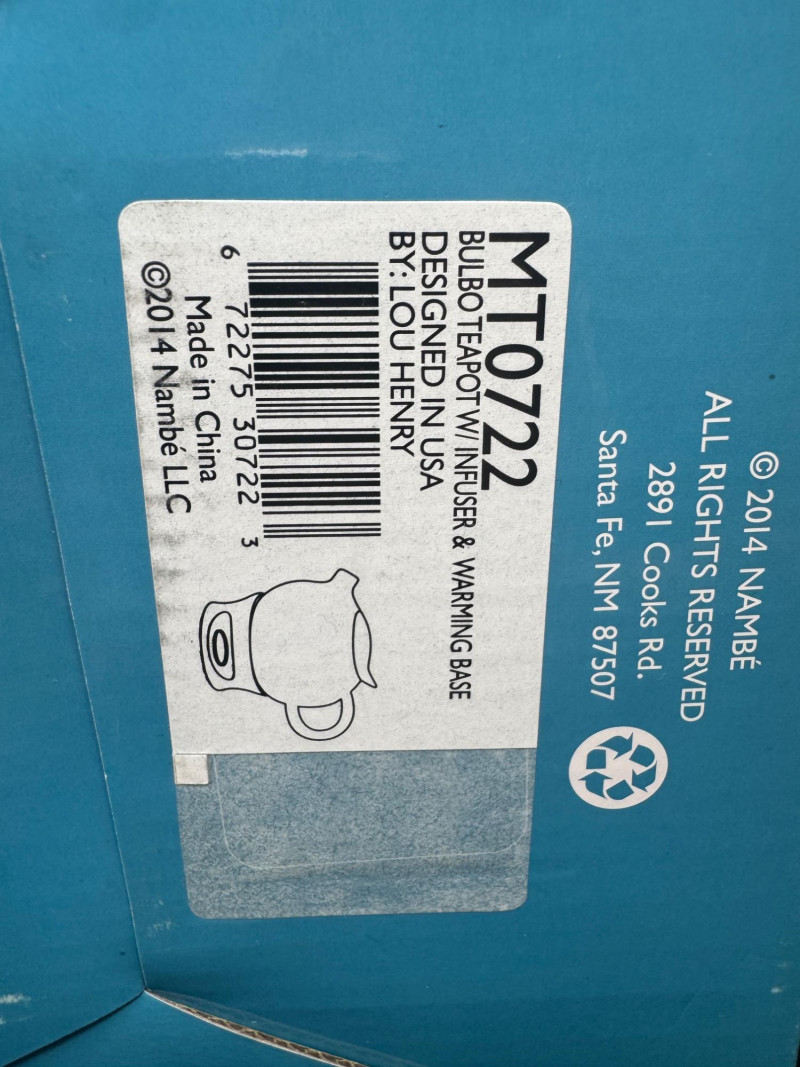 © 2014 NAMBÉ
ALL RIGHTS RESERVED
2891 Cooks Rd.
Santa Fe, NM 87507
MT0722
BULBO TEAPOT W/ INFUSER & WARMING BASE
DESIGNED IN USA
BY: LOU HENRY
6 72275 30722 3
Made in China
©2014 Nambé LLC